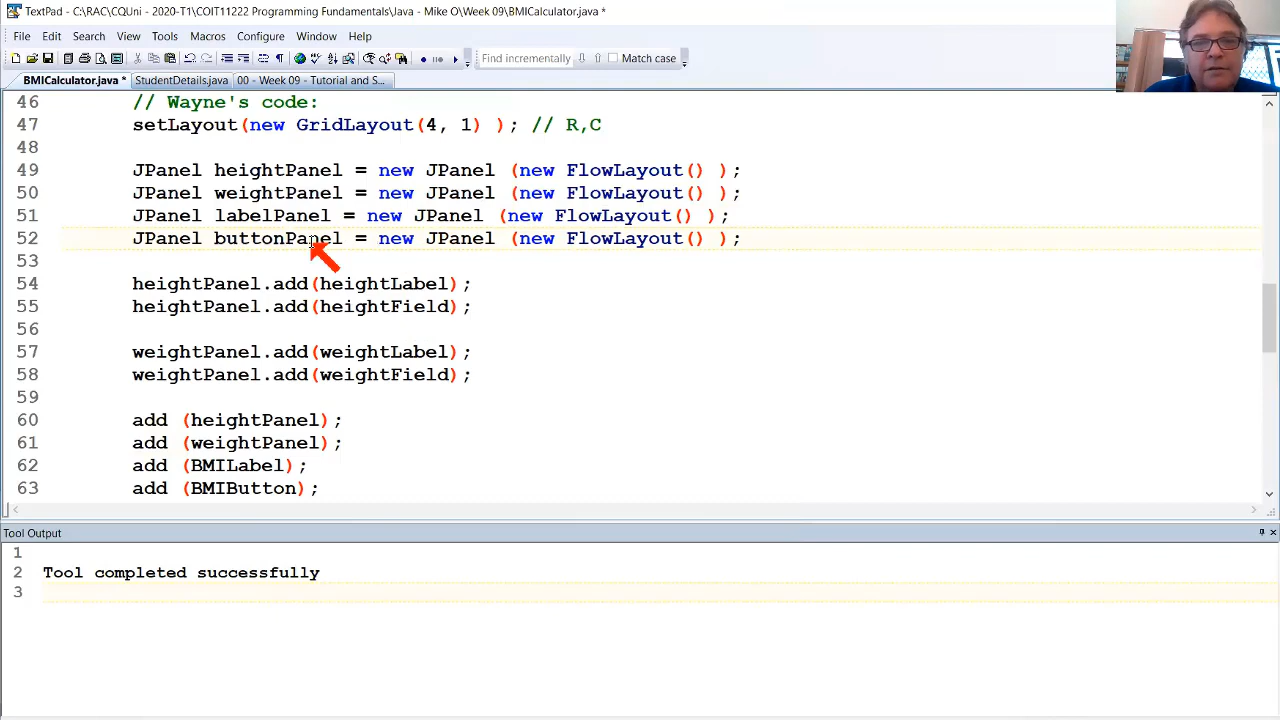 TextPad - C:\RAC\CQUni - 2020-T1\COIT11222 Programming Fundamentals\Java - Mike O\Week 09\BMICalculator.java *
File Edit Search View Tools Macros Configure Window Help
Find incrementally Match case
BMICalculator.java * StudentDetails.java 00 - Week 09 - Tutorial and S...
46 // Wayne's code:
47 setLayout(new GridLayout(4, 1) ); // R,C
48
49 JPanel heightPanel = new JPanel (new FlowLayout() );
50 JPanel weightPanel = new JPanel (new FlowLayout() );
51 JPanel labelPanel = new JPanel (new FlowLayout() );
52 JPanel buttonPanel = new JPanel (new FlowLayout() );
53
54 heightPanel.add(heightLabel);
55 heightPanel.add(heightField);
56
57 weightPanel.add(weightLabel);
58 weightPanel.add(weightField);
59
60 add (heightPanel);
61 add (weightPanel);
62 add (BMILabel);
63 add (BMIButton);
Tool Output
1
2 Tool completed successfully
3